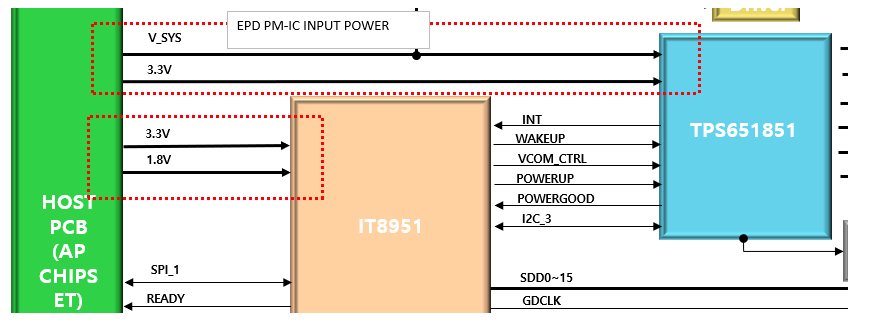 Driver
EPD PM-IC INPUT POWER
V_SYS
3.3V
TPS651851
3.3V
1.8V
INT
WAKEUP
VCOM_CTRL
POWERUP
POWERGOOD
I2C_3
HOST
PCB
(AP
CHIPS
ET)
IT8951
SPI_1
READY
SDD0~15
GDCLK